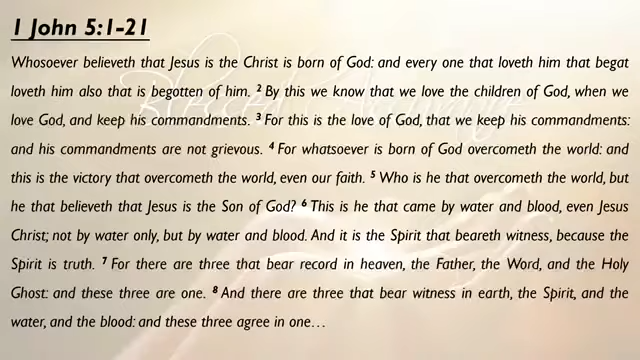 1 John 5:1-21
Whosoever believeth that Jesus is the Christ is born of God: and every one that loveth him that begat
loveth him also that is begotten of him. 2 By this we know that we love the children of God, when we
love God, and keep his commandments. 3 For this is the love of God, that we keep his commandments:
and his commandments are not grievous. 4 For whatsoever is born of God overcometh the world: and
this is the victory that overcometh the world, even our faith. 5 Who is he that overcometh the world, but
he that believeth that Jesus is the Son of God? 6 This is he that came by water and blood, even Jesus
Christ; not by water only, but by water and blood. And it is the Spirit that beareth witness, because the
Spirit is truth. 7 For there are three that bear record in heaven, the Father, the Word, and the Holy
Ghost: and these three are one. 8 And there are three that bear witness in earth, the Spirit, and the
water, and the blood: and these three agree in one…
Blessed Assurance